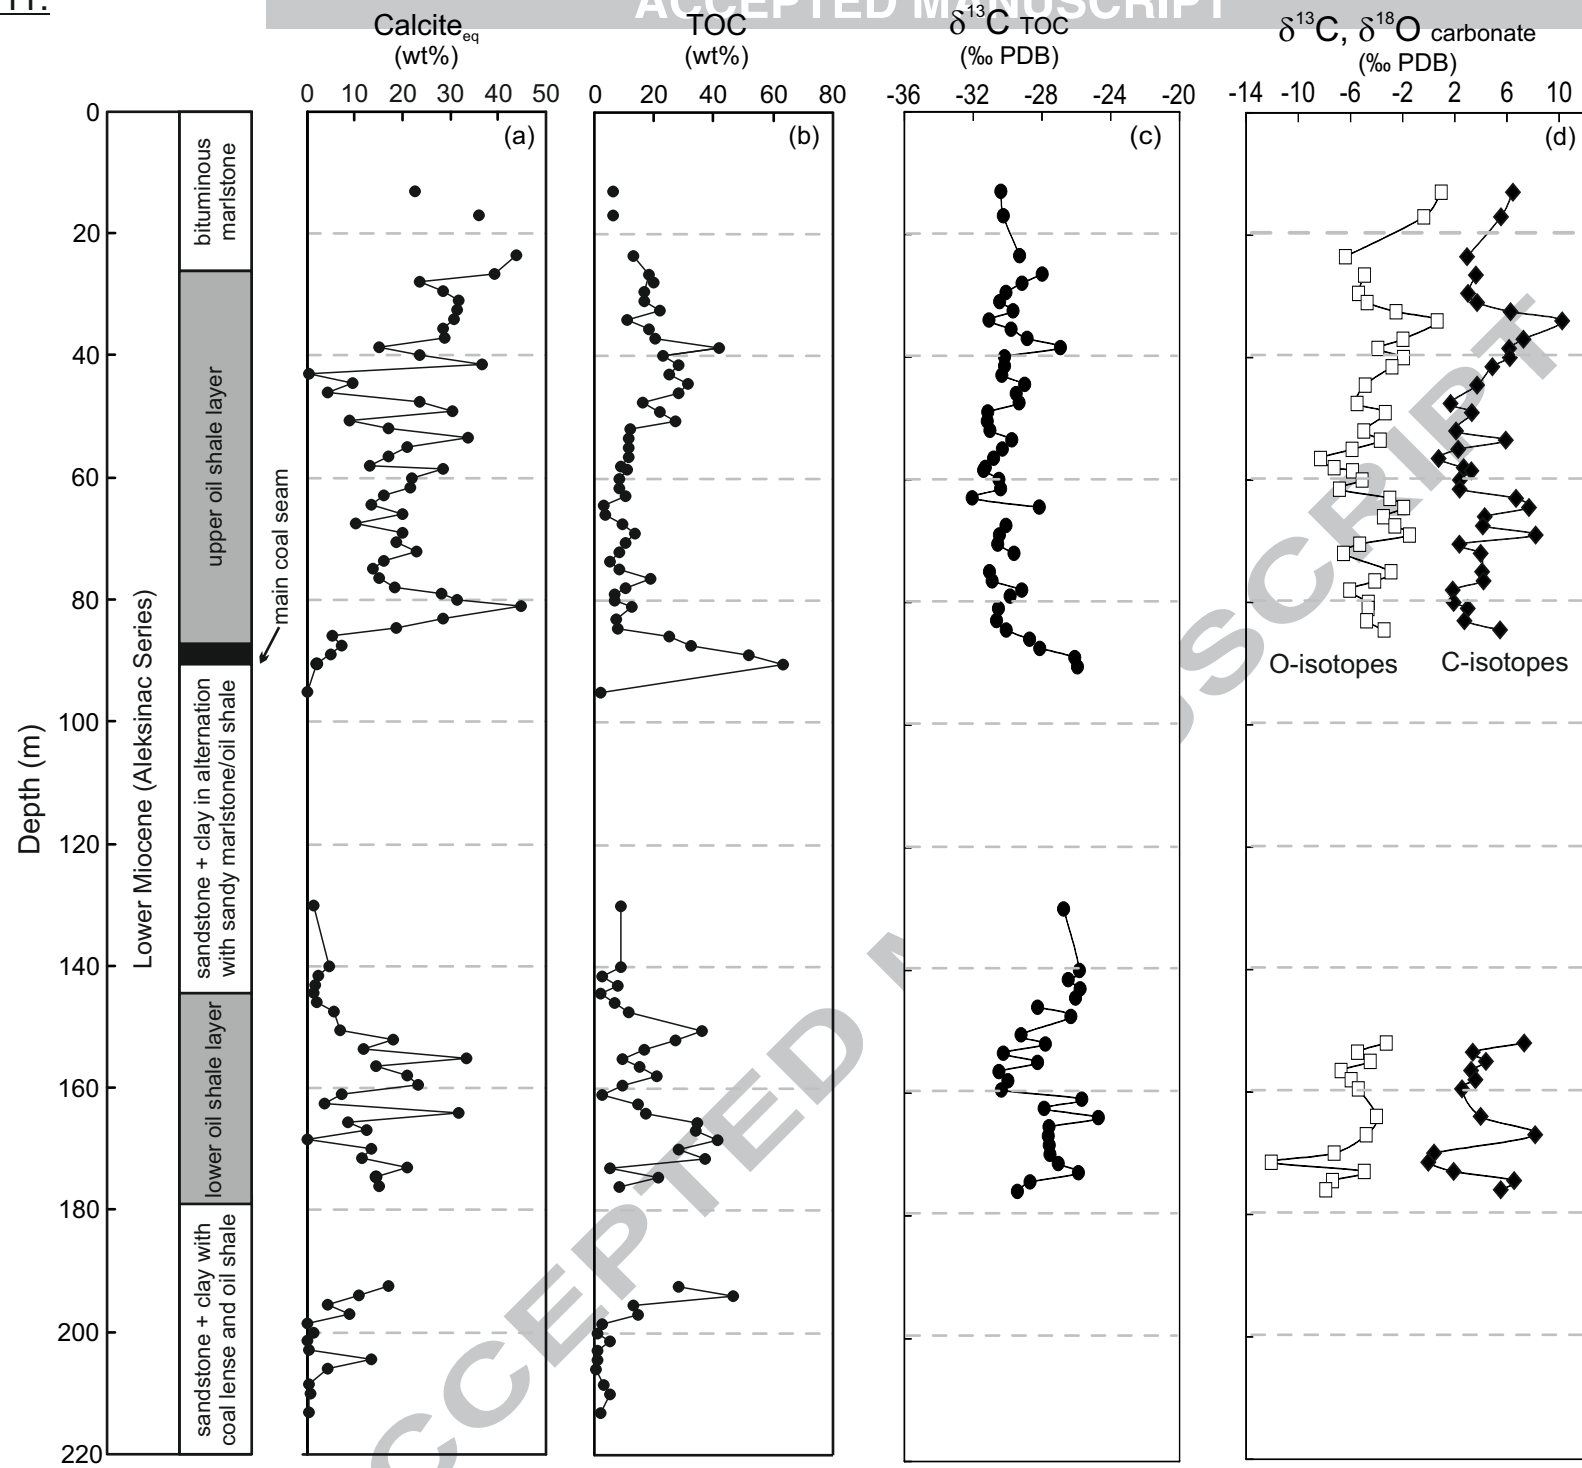 11.
ACCEPTED MANUSCRIPT
Calciteeq
(wt%)
TOC
(wt%)
δ13C TOC
(‰ PDB)
δ13C, δ18O carbonate
(‰ PDB)
0 10 20 30 40 50
0 20 40 60 80
-36 -32 -28 -24 -20
-14 -10 -6 -2 2 6 10
(a)
(b)
(c)
(d)
Depth (m)
0
20
40
60
80
100
120
140
160
180
200
220
Lower Miocene (Aleksinac Series)
bituminous
marlstone
upper oil shale layer
main coal seam
sandstone + clay in alternation
with sandy marlstone/oil shale
lower oil shale layer
sandstone + clay with
coal lense and oil shale
O-isotopes
C-isotopes